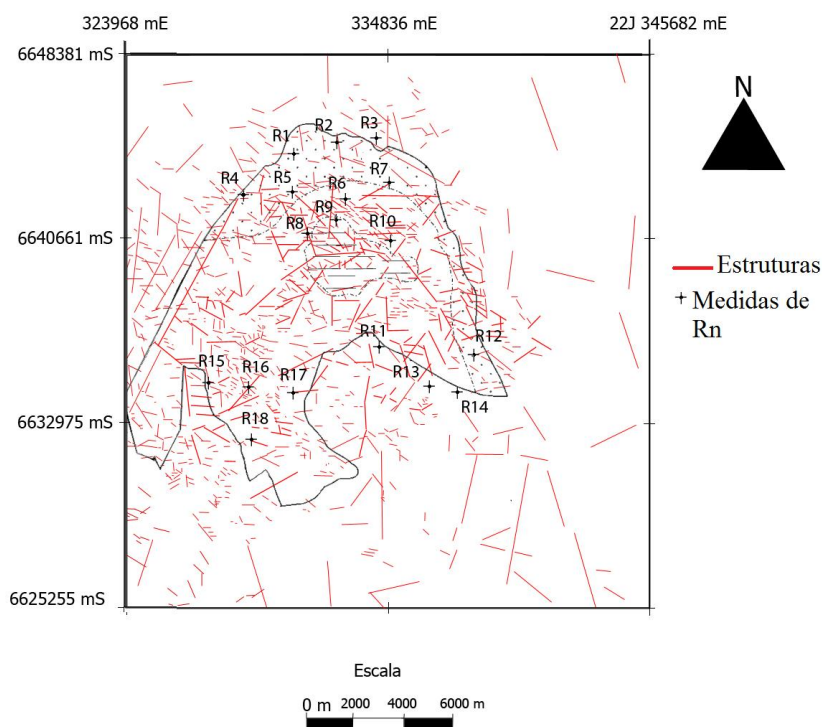 323968 mE
334836 mE
22J 345682 mE
6648381 mS
N
R1
R2
R3
R4
R5
R6
R7
R8
R9
R10
6640661 mS
Estruturas
Medidas de
Rn
R11
R12
R13
R14
R15
R16
R17
R18
6632975 mS
6625255 mS
Escala
0 m 2000 4000 6000 m